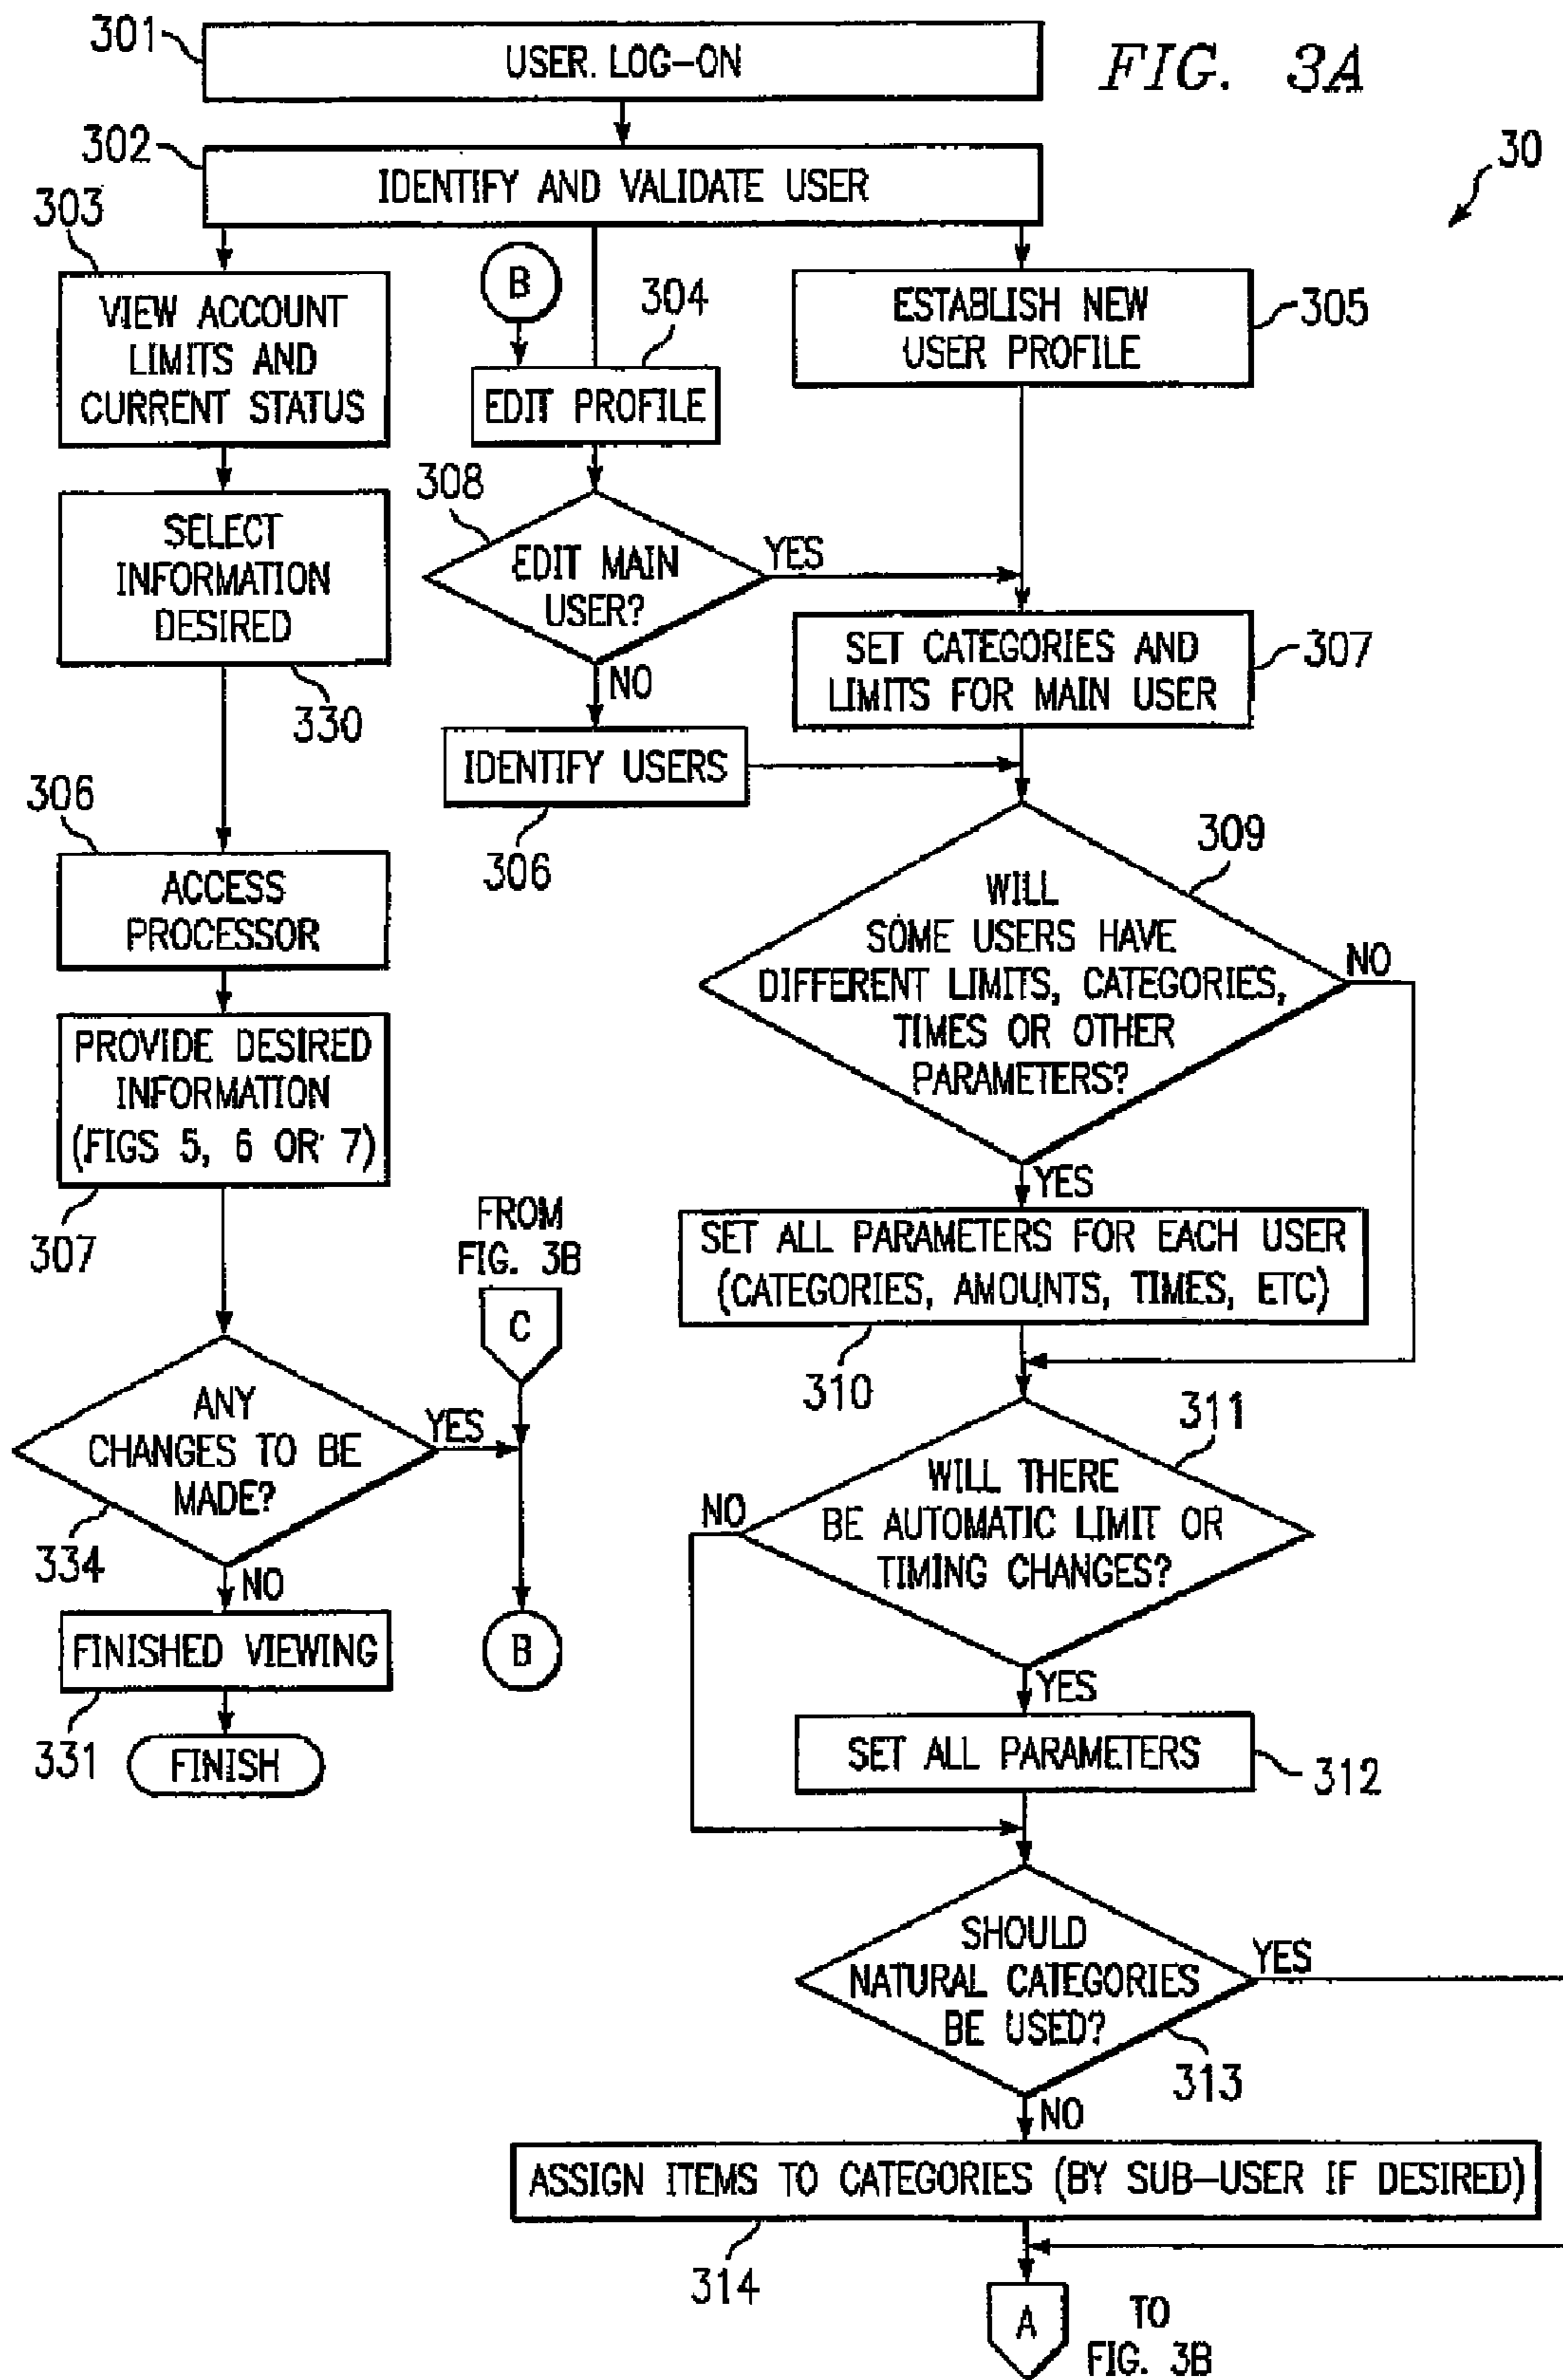 301
USER. LOG-ON
FIG. 3A
302
IDENTIFY AND VALIDATE USER
30
303
VIEW ACCOUNT
LIMITS AND
CURRENT STATUS
B
304
EDIT PROFILE
ESTABLISH NEW
USER PROFILE
305
SELECT
INFORMATION
DESIRED
330
308
EDIT MAIN
USER?
YES
NO
SET CATEGORIES AND
LIMITS FOR MAIN USER
307
IDENTIFY USERS
306
306
ACCESS
PROCESSOR
309
WILL
SOME USERS HAVE
DIFFERENT LIMITS, CATEGORIES,
TIMES OR OTHER
PARAMETERS?
NO
YES
PROVIDE DESIRED
INFORMATION
(FIGS 5, 6 OR 7)
307
FROM
FIG. 3B
C
SET ALL PARAMETERS FOR EACH USER
(CATEGORIES, AMOUNTS, TIMES, ETC)
310
ANY
CHANGES TO BE
MADE?
YES
334
NO
311
WILL THERE
BE AUTOMATIC LIMIT OR
TIMING CHANGES?
NO
YES
FINISHED VIEWING
331
FINISH
B
SET ALL PARAMETERS
312
SHOULD
NATURAL CATEGORIES
BE USED?
YES
313
NO
ASSIGN ITEMS TO CATEGORIES (BY SUB-USER IF DESIRED)
314
A
TO
FIG. 3B